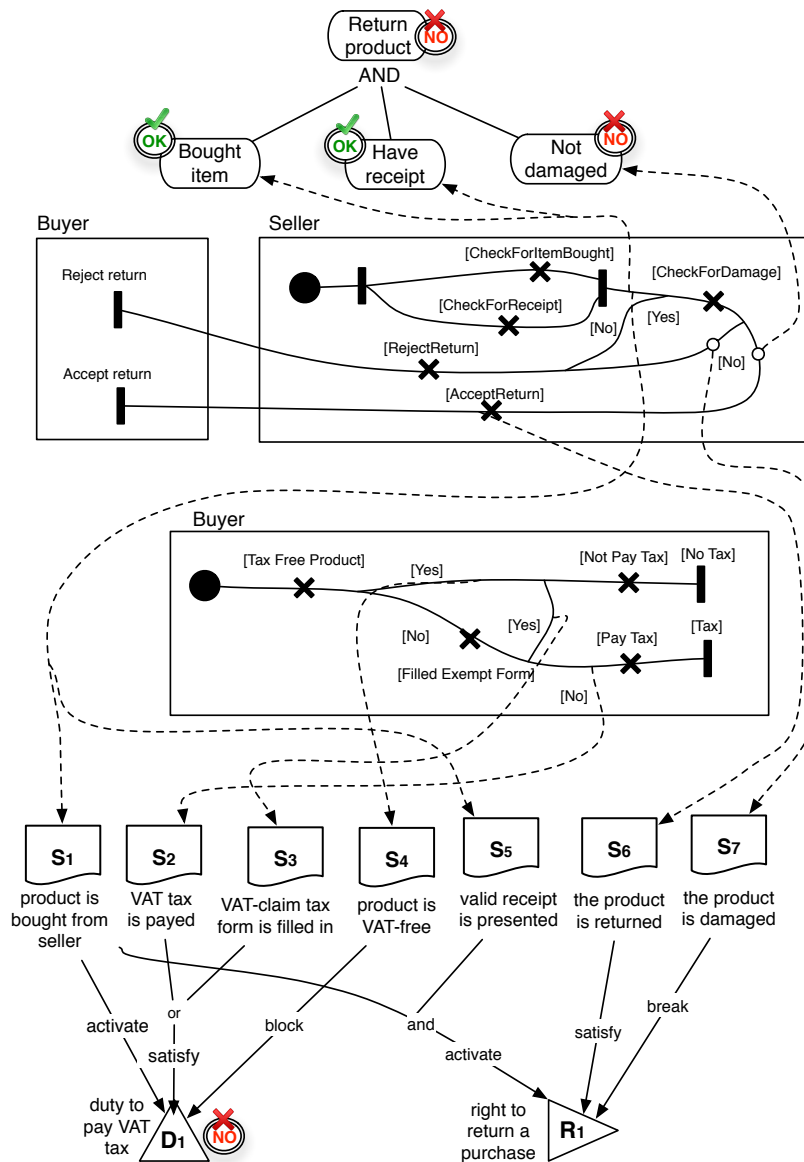 Return
product
NO
AND
OK
Bought
item
OK
Have
receipt
NO
Not
damaged
Buyer
Seller
Reject return
[CheckForItemBought]
[CheckForDamage]
[CheckForReceipt]
[No]
[Yes]
[RejectReturn]
[No]
Accept return
[AcceptReturn]
Buyer
[Tax Free Product]
[Yes]
[Not Pay Tax]
[No Tax]
[No]
[Yes]
[Pay Tax]
[Tax]
[Filled Exempt Form]
[No]
S1
S2
S3
S4
S5
S6
S7
product is
bought from
seller
VAT tax
is payed
VAT-claim tax
form is filled in
product is
VAT-free
valid receipt
is presented
the product
is returned
the product
is damaged
or
activate
block
and
satisfy
break
satisfy
activate
duty to
pay VAT
tax
D1
NO
right to
return a
purchase
R1